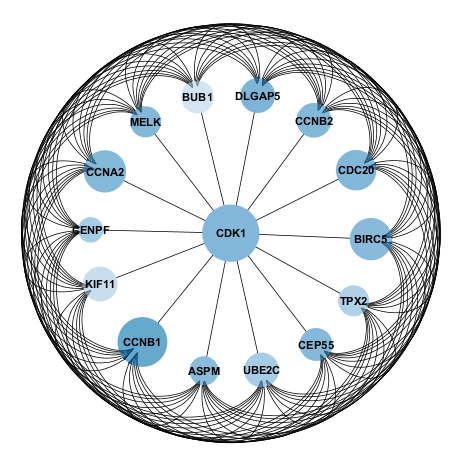 BUB1
DLGAP5
MELK
CCNB2
CCNA2
CDC20
CENPF
CDK1
BIRC5
KIF11
TPX2
CCNB1
CEP55
ASPM
UBE2C